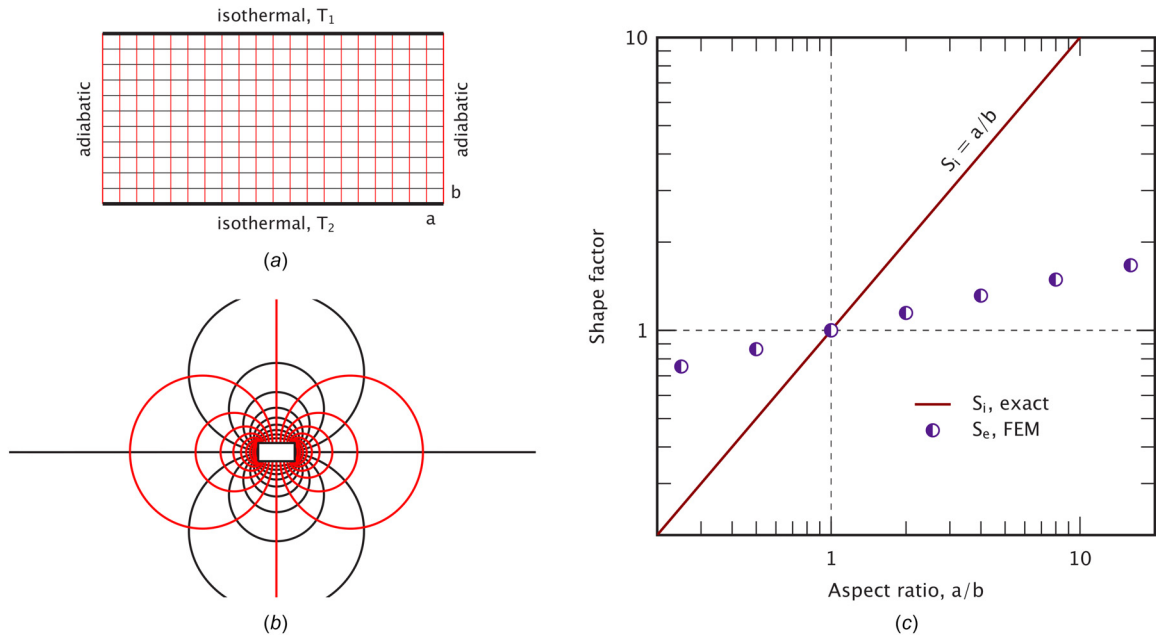 isothermal, T₁
adiabatic
adiabatic
b
a
isothermal, T₂
(a)
(b)
10
1
Shape factor
Sᵢ = a/b
Sᵢ, exact
Sₑ, FEM
1
10
Aspect ratio, a/b
(c)